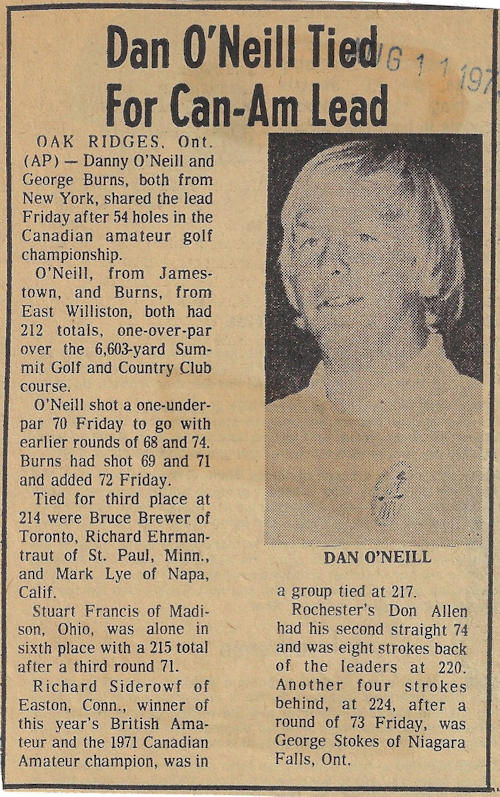 Dan O'Neill Tied
For Can-Am Lead
AUG 11 197
OAK RIDGES, Ont.
(AP) — Danny O'Neill and
George Burns, both from
New York, shared the lead
Friday after 54 holes in the
Canadian amateur golf
championship.
O'Neill, from James-
town, and Burns, from
East Williston, both had
212 totals, one-over-par
over the 6,603-yard Sum-
mit Golf and Country Club
course.
O'Neill shot a one-under-
par 70 Friday to go with
earlier rounds of 68 and 74.
Burns had shot 69 and 71
and added 72 Friday.
Tied for third place at
214 were Bruce Brewer of
Toronto, Richard Ehrman-
traut of St. Paul, Minn.,
and Mark Lye of Napa,
Calif.
Stuart Francis of Madi-
son, Ohio, was alone in
sixth place with a 215 total
after a third round 71.
Richard Siderowf of
Easton, Conn., winner of
this year's British Ama-
teur and the 1971 Canadian
Amateur champion, was in
DAN O'NEILL
a group tied at 217.
Rochester's Don Allen
had his second straight 74
and was eight strokes back
of the leaders at 220.
Another four strokes
behind, at 224, after a
round of 73 Friday, was
George Stokes of Niagara
Falls, Ont.